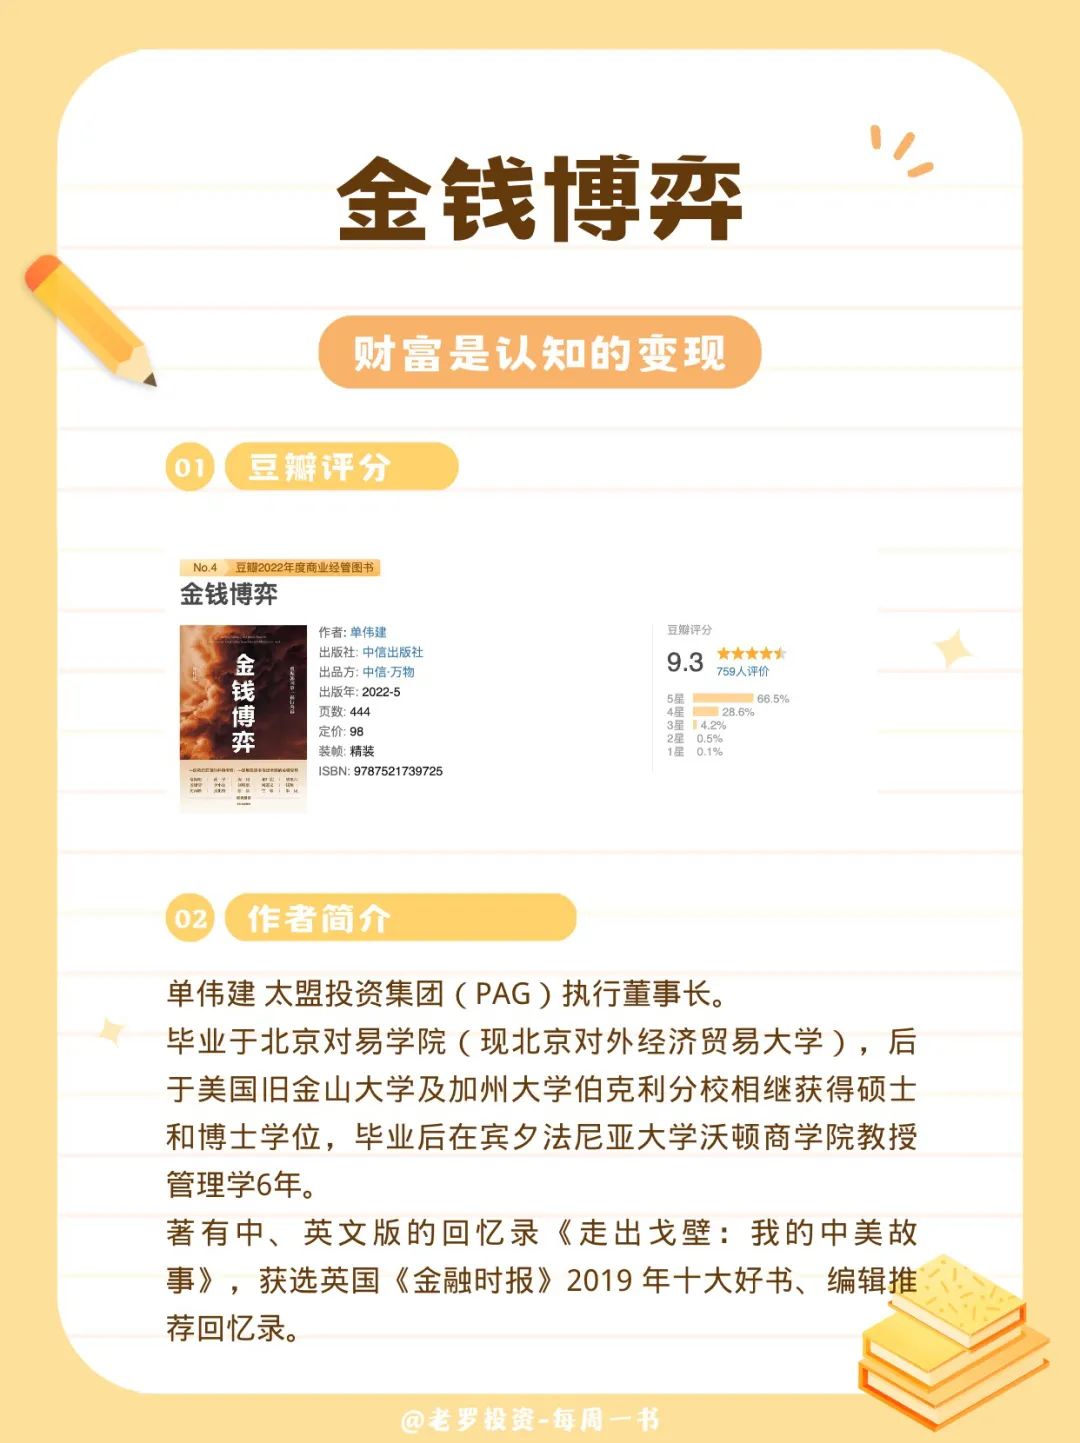 金钱博弈
财富是认知的变现
01 豆瓣评分
No.4 豆瓣2022年度商业经管图书
金钱博弈
金钱博弈
作者: 单伟建
出版社: 中信出版社
出品方: 中信·万物
出版年: 2022-5
页数: 444
定价: 98
装帧: 精装
ISBN: 9787521739725
豆瓣评分
9.3
759人评价
5星 66.5%
4星 28.6%
3星 4.2%
2星 0.5%
1星 0.1%
02 作者简介
单伟建 太盟投资集团（PAG）执行董事长。
毕业于北京对易学院（现北京对外经济贸易大学），后
于美国旧金山大学及加州大学伯克利分校相继获得硕士
和博士学位，毕业后在宾夕法尼亚大学沃顿商学院教授
管理学6年。
著有中、英文版的回忆录《走出戈壁：我的中美故
事》，获选英国《金融时报》2019 年十大好书、编辑推
荐回忆录。
@老罗投资-每周一书